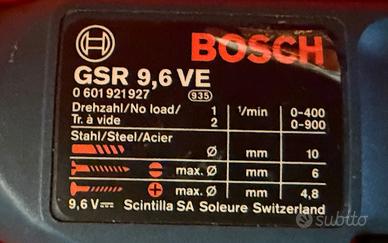 BOSCH
GSR 9,6 VE
0 601 921 927 935
Drehzahl/No load/ 1 1/min 0-400
Tr. à vide 2 0-900
Stahl/Steel/Acier
Ø mm 10
max. Ø mm 6
max. Ø mm 4,8
9,6 V Scintilla SA Soleure Switzerland
subito